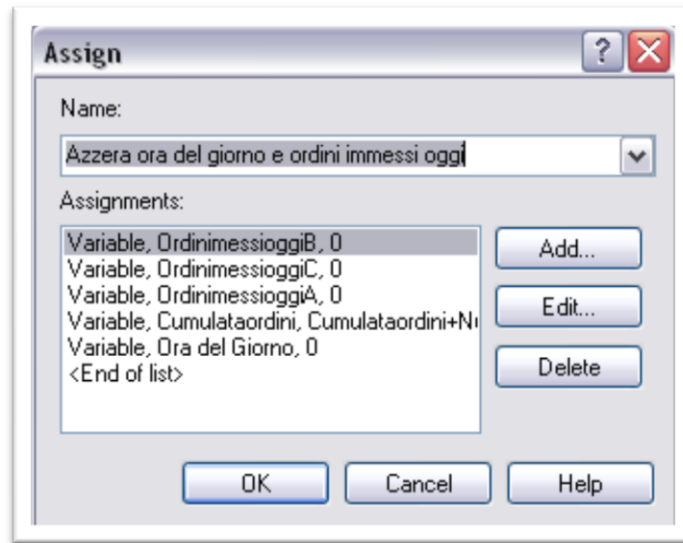 Assign
Name:
Azzera ora del giorno e ordini immessi oggi
Assignments:
Variable, OrdinimessioggiB, 0
Variable, OrdinimessioggiC, 0
Variable, OrdinimessioggiA, 0
Variable, Cumulataordini, Cumulataordini+Nu
Variable, Ora del Giorno, 0
<End of list>
Add...
Edit...
Delete
OK
Cancel
Help